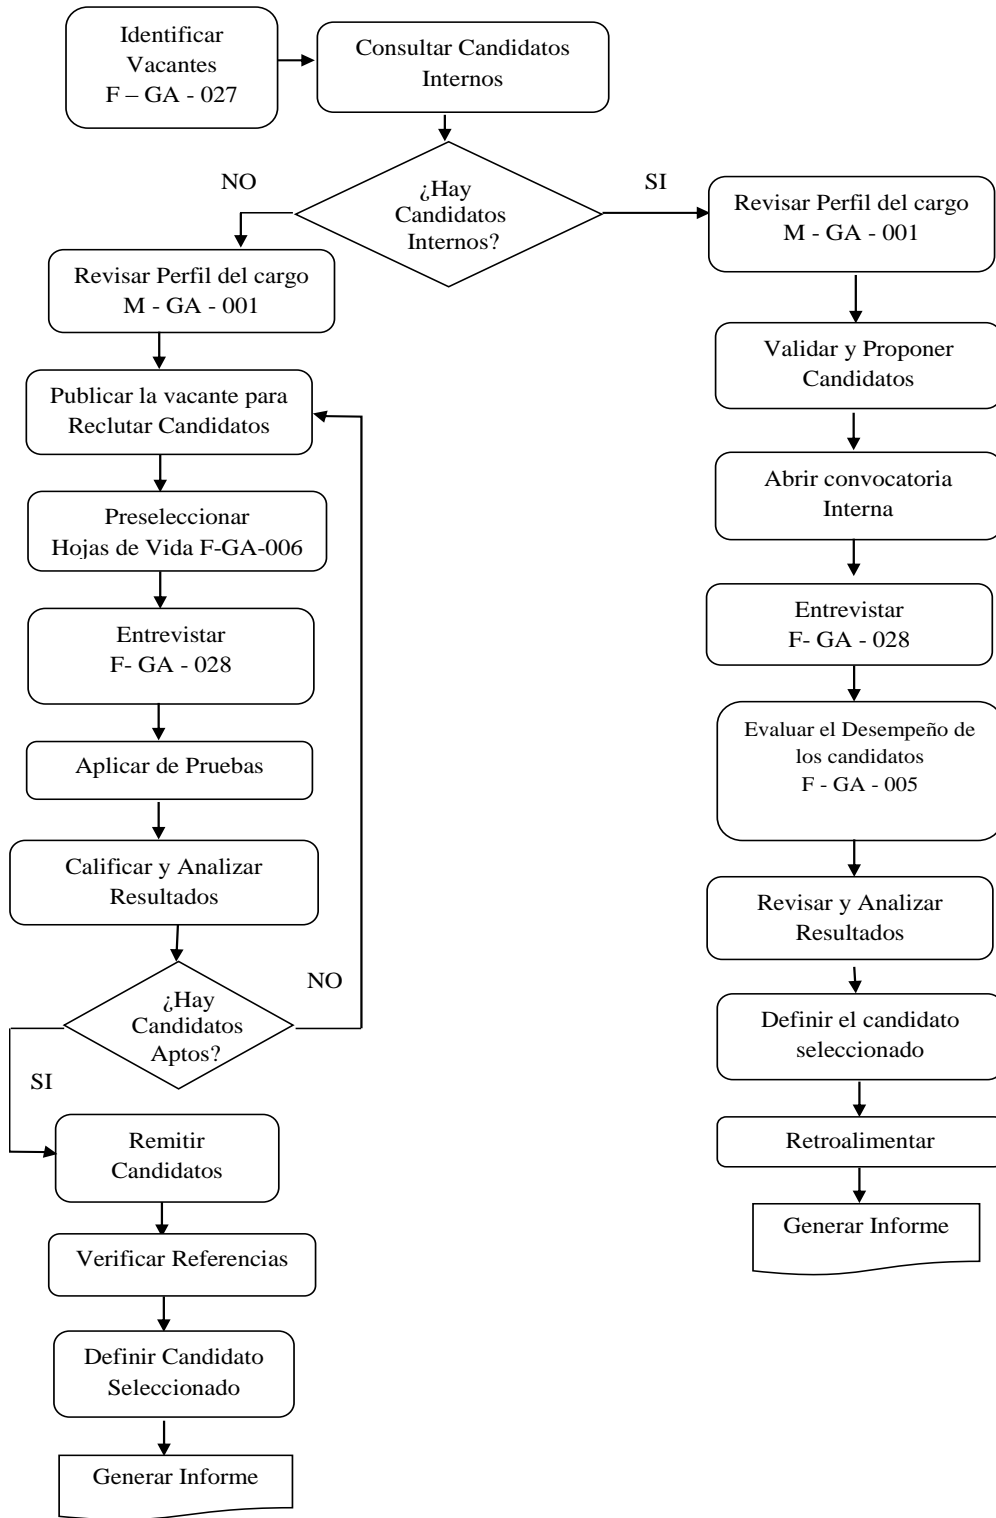 Identificar
Vacantes
F – GA - 027
Consultar Candidatos
Internos
¿Hay
Candidatos
Internos?
NO
SI
Revisar Perfil del cargo
M - GA - 001
Publicar la vacante para
Reclutar Candidatos
Preseleccionar
Hojas de Vida F-GA-006
Entrevistar
F- GA - 028
Aplicar de Pruebas
Calificar y Analizar
Resultados
¿Hay
Candidatos
Aptos?
NO
SI
Remitir
Candidatos
Verificar Referencias
Definir Candidato
Seleccionado
Generar Informe
Revisar Perfil del cargo
M - GA - 001
Validar y Proponer
Candidatos
Abrir convocatoria
Interna
Entrevistar
F- GA - 028
Evaluar el Desempeño de
los candidatos
F - GA - 005
Revisar y Analizar
Resultados
Definir el candidato
seleccionado
Retroalimentar
Generar Informe